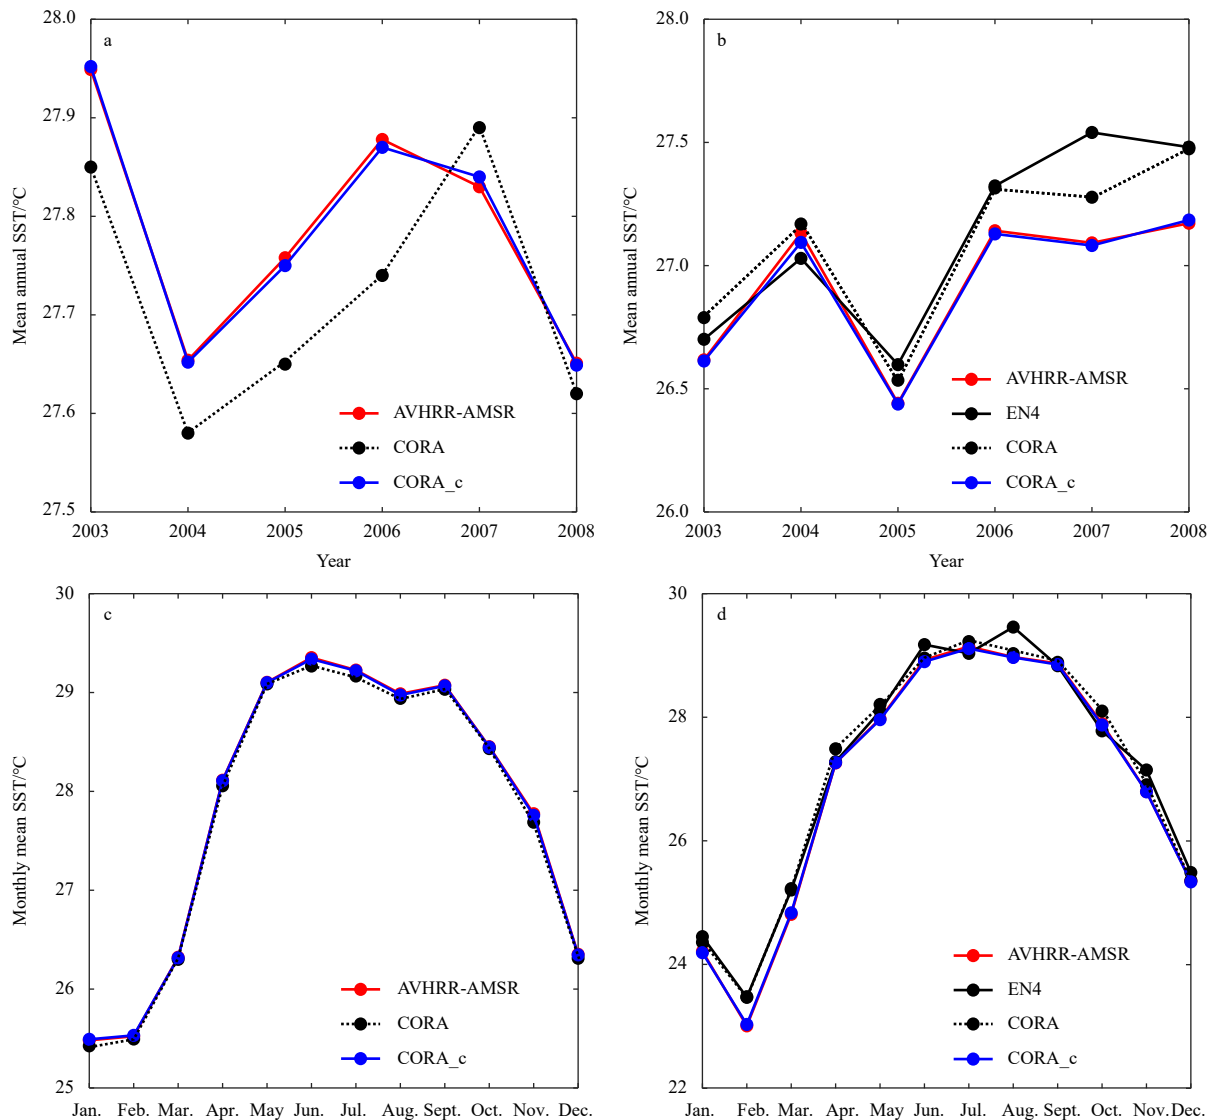 28.0
27.9
27.8
27.7
27.6
27.5
Mean annual SST/°C
a
AVHRR-AMSR
CORA
CORA_c
2003 2004 2005 2006 2007 2008
Year
28.0
27.5
27.0
26.5
26.0
Mean annual SST/°C
b
AVHRR-AMSR
EN4
CORA
CORA_c
2003 2004 2005 2006 2007 2008
Year
30
29
28
27
26
25
Monthly mean SST/°C
c
AVHRR-AMSR
CORA
CORA_c
Jan. Feb. Mar. Apr. May Jun. Jul. Aug. Sept. Oct. Nov. Dec.
30
28
26
24
22
Monthly mean SST/°C
d
AVHRR-AMSR
EN4
CORA
CORA_c
Jan. Feb. Mar. Apr. May Jun. Jul. Aug. Sept. Oct. Nov. Dec.